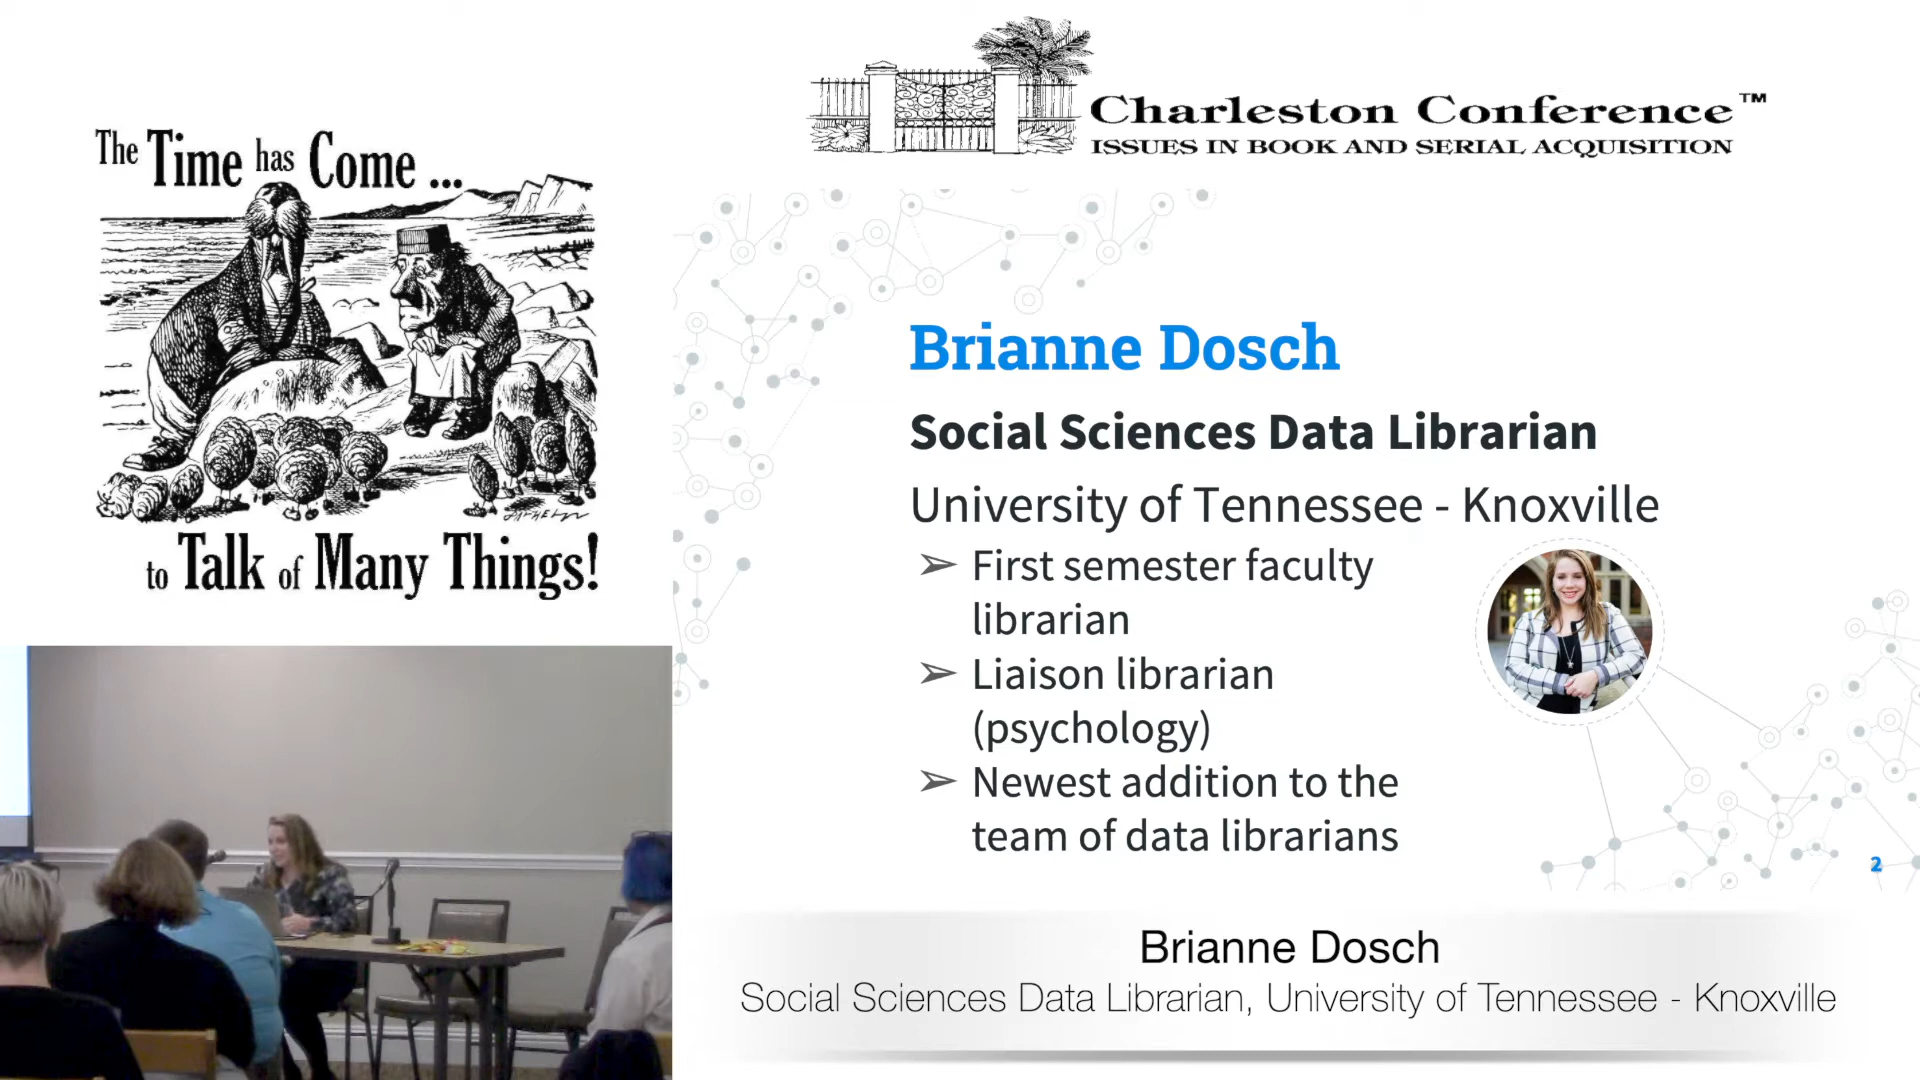 The Time has Come ...
to Talk of Many Things!
Charleston Conference™
ISSUES IN BOOK AND SERIAL ACQUISITION
Brianne Dosch
Social Sciences Data Librarian
University of Tennessee - Knoxville
➢ First semester faculty
librarian
➢ Liaison librarian
(psychology)
➢ Newest addition to the
team of data librarians
2
Brianne Dosch
Social Sciences Data Librarian, University of Tennessee - Knoxville